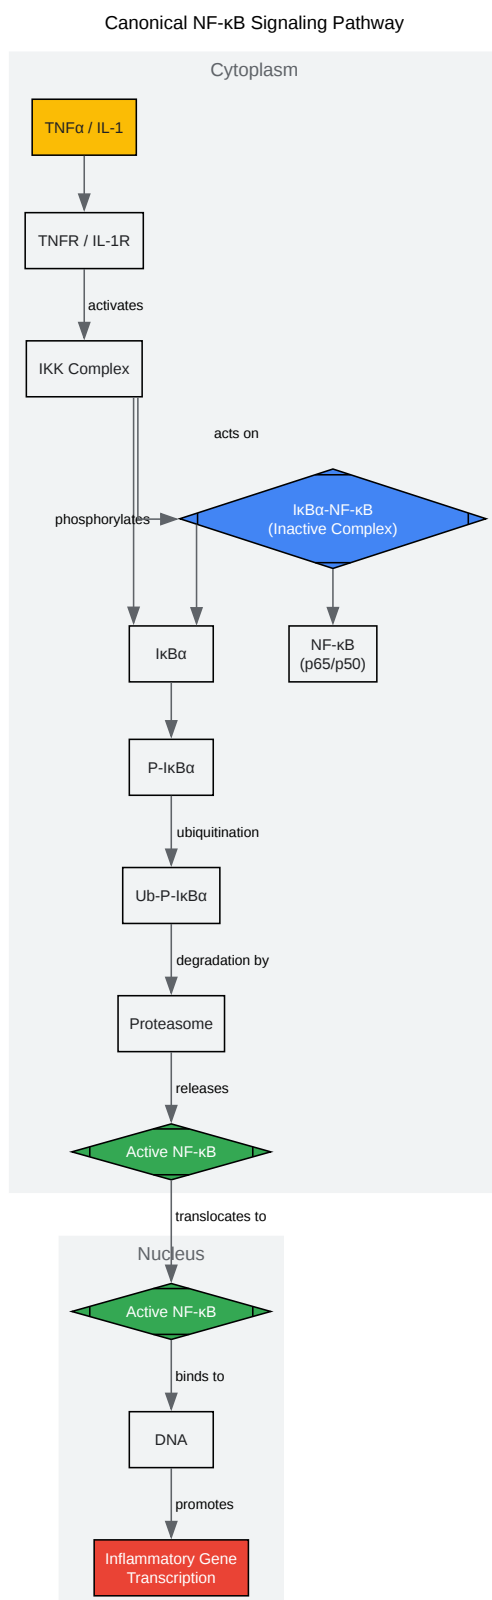 Canonical NF-κB Signaling Pathway
Cytoplasm
TNFα / IL-1
TNFR / IL-1R
activates
IKK Complex
acts on
phosphorylates
IκBα-NF-κB
(Inactive Complex)
IκBα
NF-κB
(p65/p50)
P-IκBα
ubiquitination
Ub-P-IκBα
degradation by
Proteasome
releases
Active NF-κB
translocates to
Nucleus
Active NF-κB
binds to
DNA
promotes
Inflammatory Gene
Transcription